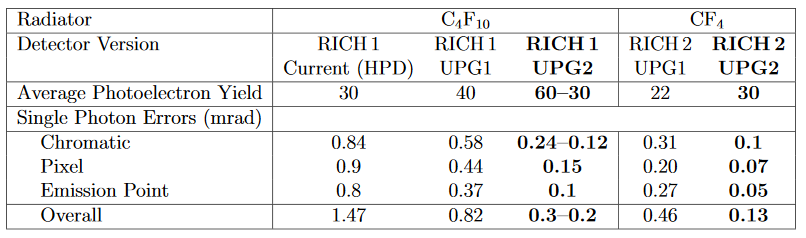 Radiator C₄F₁₀ CF₄
Detector Version RICH 1 RICH 1 RICH 1 RICH 2 RICH 2
Current (HPD) UPG1 UPG2 UPG1 UPG2
Average Photoelectron Yield 30 40 60–30 22 30
Single Photon Errors (mrad)
Chromatic 0.84 0.58 0.24–0.12 0.31 0.1
Pixel 0.9 0.44 0.15 0.20 0.07
Emission Point 0.8 0.37 0.1 0.27 0.05
Overall 1.47 0.82 0.3–0.2 0.46 0.13